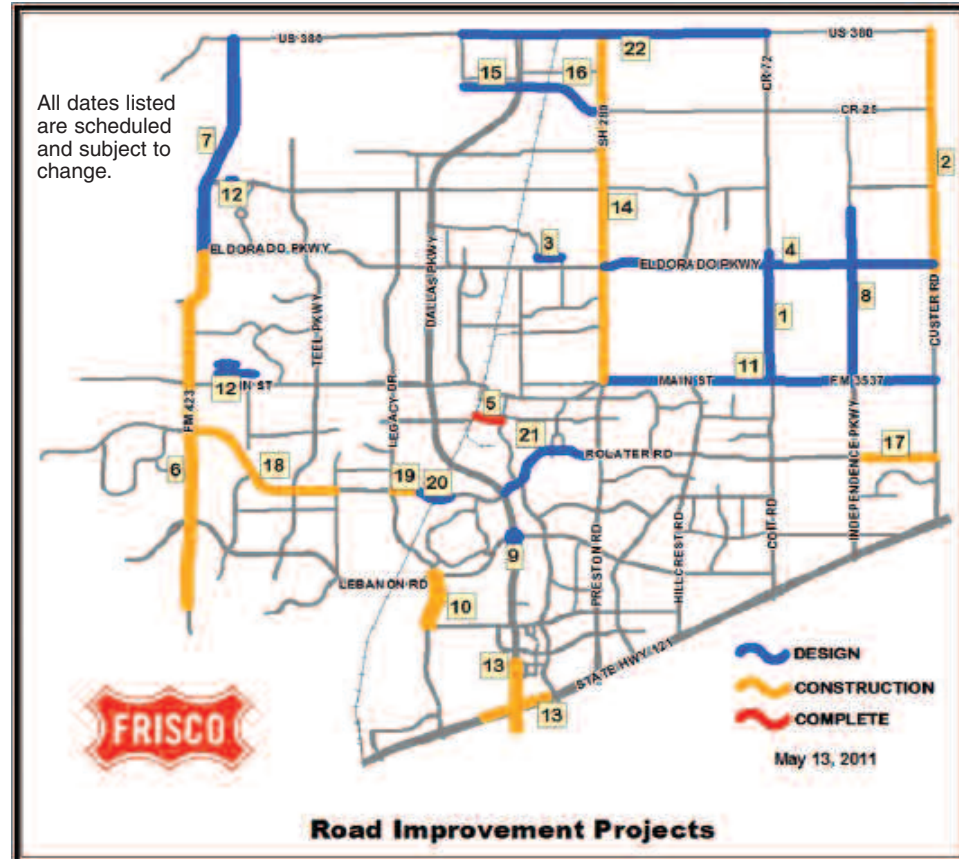 US 380
US 380
22
15
16
CR 72
All dates listed
are scheduled
and subject to
change.
CR 25
7
SH 289
2
12
14
ELDORADO PKWY
3
4
ELDORADO PKWY
DALLAS PKWY
TEEL PKWY
8
1
CUSTER RD
11
MAIN ST
FM 3537
12
IN ST
FM 423
LEGACY DR
5
21
INDEPENDENCE PKWY
17
ROLATER RD
6
18
19
20
PRESTON RD
HILLCREST RD
COIT RD
9
LEBANON RD
10
STATE HWY 121
13
13
DESIGN
CONSTRUCTION
COMPLETE
FRISCO
May 13, 2011
Road Improvement Projects